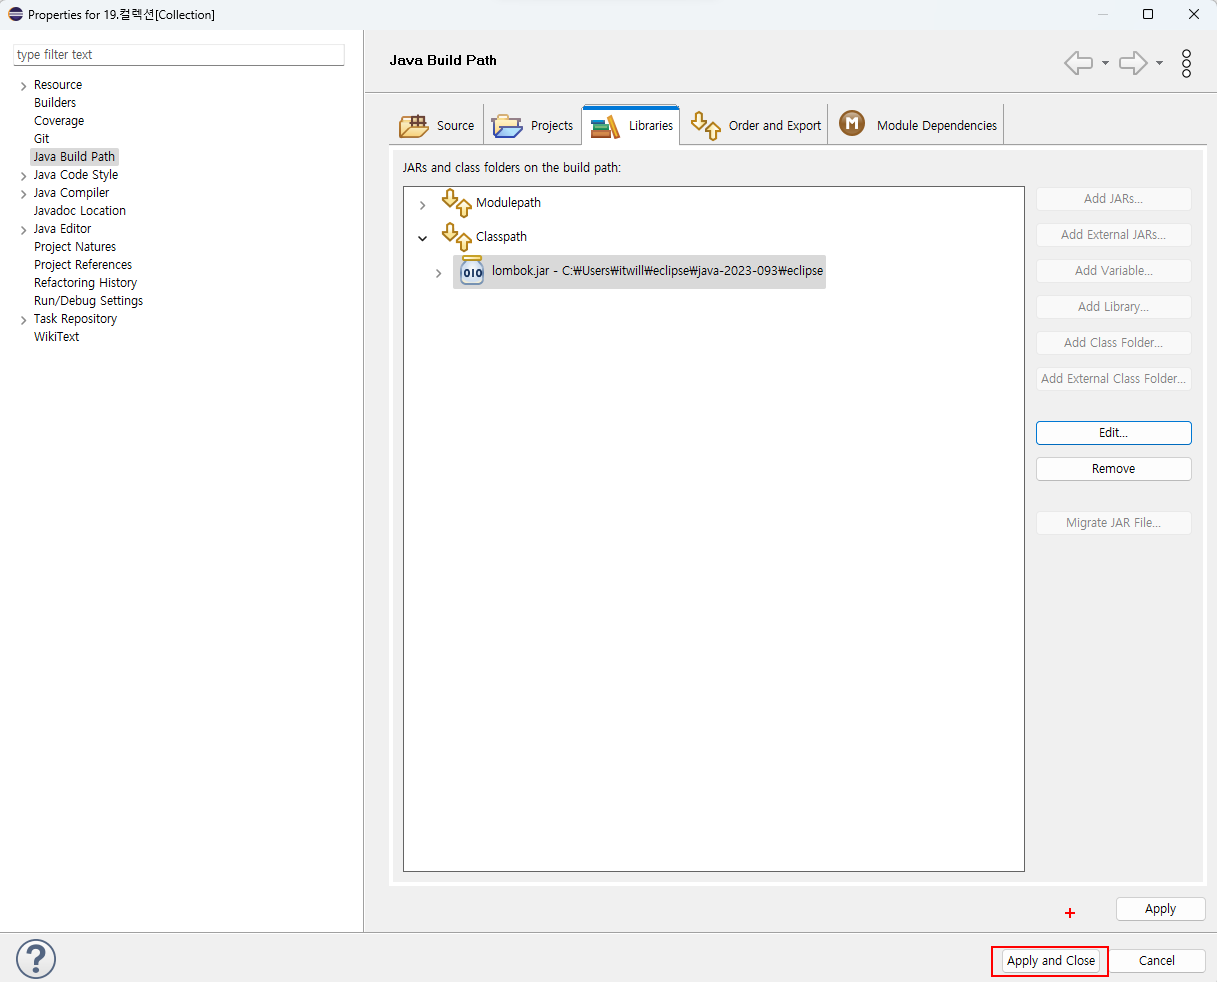 Properties for 19.컬렉션[Collection]
type filter text
Resource
Builders
Coverage
Git
Java Build Path
Java Code Style
Java Compiler
Javadoc Location
Java Editor
Project Natures
Project References
Refactoring History
Run/Debug Settings
Task Repository
WikiText
Java Build Path
Source
Projects
Libraries
Order and Export
M
Module Dependencies
JARs and class folders on the build path:
Modulepath
Classpath
010
lombok.jar - C:₩Users₩itwill₩eclipse₩java-2023-093₩eclipse
Add JARs...
Add External JARs...
Add Variable...
Add Library...
Add Class Folder...
Add External Class Folder...
Edit...
Remove
Migrate JAR File...
Apply
?
Apply and Close
Cancel